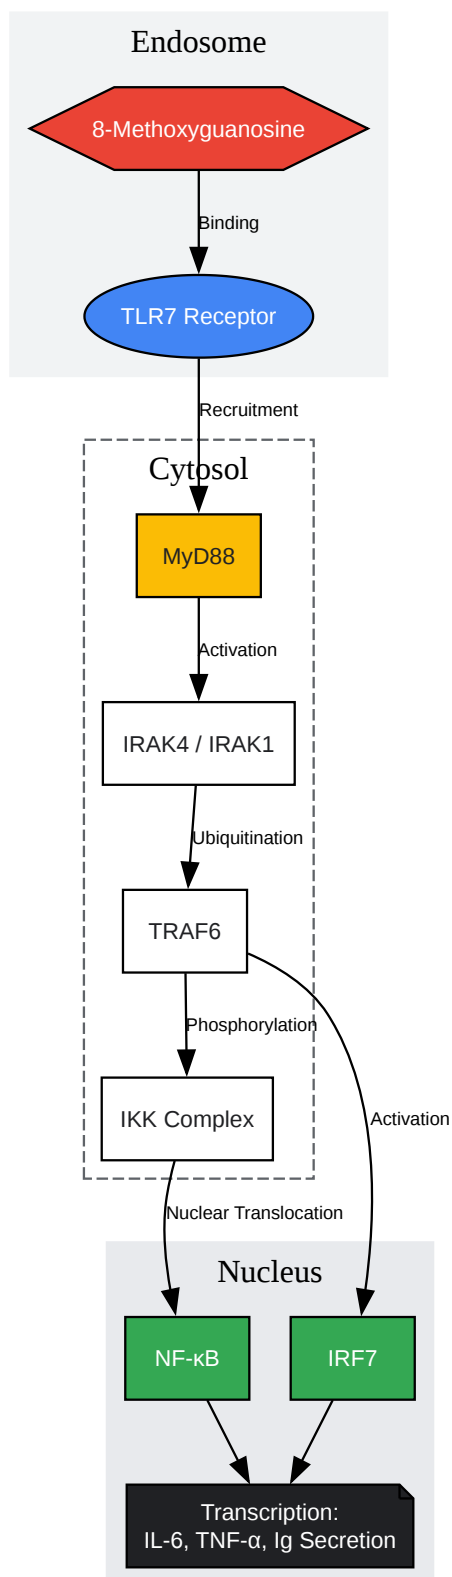 Endosome
8-Methoxyguanosine
Binding
TLR7 Receptor
Recruitment
Cytosol
MyD88
Activation
IRAK4 / IRAK1
Ubiquitination
TRAF6
Phosphorylation
IKK Complex
Activation
Nuclear Translocation
Nucleus
NF-κB
IRF7
Transcription:
IL-6, TNF-α, Ig Secretion